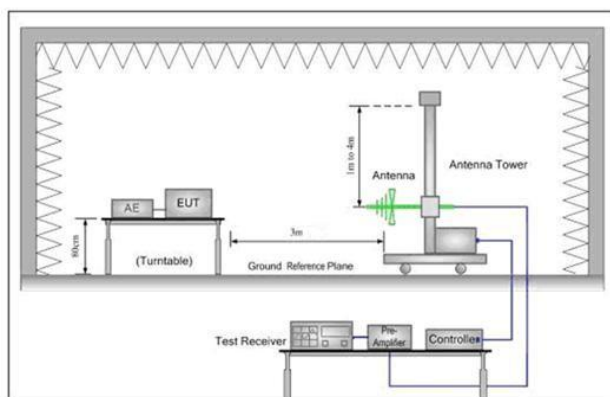 1m to 4m
Antenna
Antenna Tower
AE
EUT
80cm
(Turntable)
3m
Ground Reference Plane
Test Receiver
Pre-
Amplifier
Controller